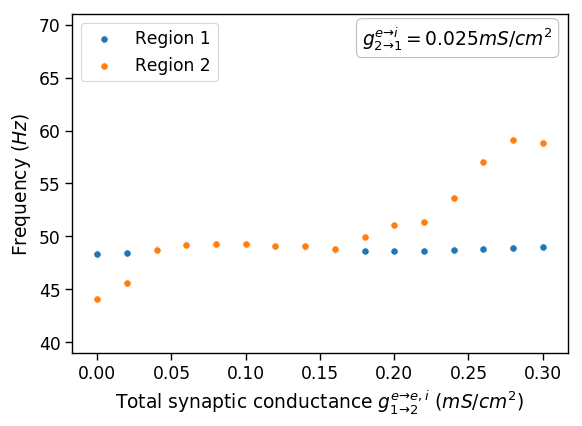 Region 1
Region 2
g_{2→1}^{e→i} = 0.025mS/cm^2
70
65
60
55
50
45
40
Frequency (Hz)
0.00 0.05 0.10 0.15 0.20 0.25 0.30
Total synaptic conductance g_{1→2}^{e→e, i} (mS/cm^2)